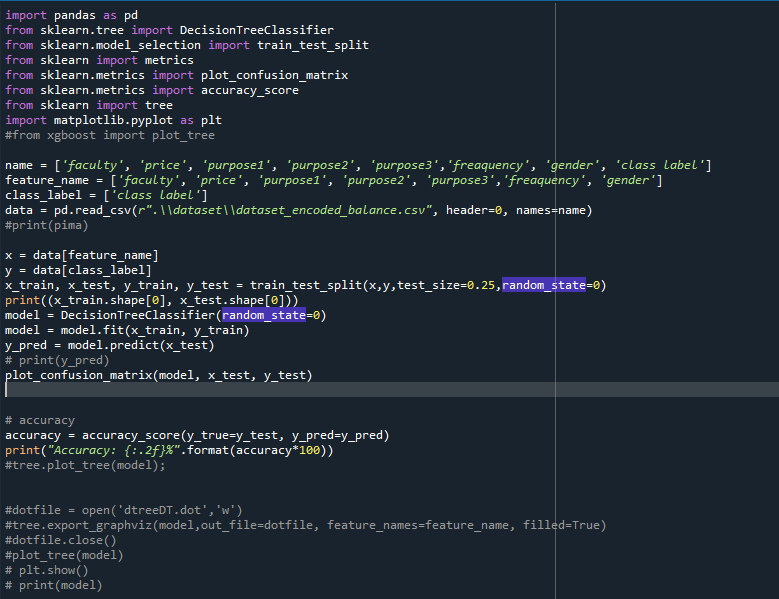 import pandas as pd
from sklearn.tree import DecisionTreeClassifier
from sklearn.model_selection import train_test_split
from sklearn import metrics
from sklearn.metrics import plot_confusion_matrix
from sklearn.metrics import accuracy_score
from sklearn import tree
import matplotlib.pyplot as plt
#from xgboost import plot_tree
name = ['faculty', 'price', 'purpose1', 'purpose2', 'purpose3','freaquency', 'gender', 'class label']
feature_name = ['faculty', 'price', 'purpose1', 'purpose2', 'purpose3','freaquency', 'gender']
class_label = ['class label']
data = pd.read_csv(r".\\dataset\\dataset_encoded_balance.csv", header=0, names=name)
#print(pima)
x = data[feature_name]
y = data[class_label]
x_train, x_test, y_train, y_test = train_test_split(x,y,test_size=0.25,random_state=0)
print((x_train.shape[0], x_test.shape[0]))
model = DecisionTreeClassifier(random_state=0)
model = model.fit(x_train, y_train)
y_pred = model.predict(x_test)
# print(y_pred)
plot_confusion_matrix(model, x_test, y_test)
# accuracy
accuracy = accuracy_score(y_true=y_test, y_pred=y_pred)
print("Accuracy: {:.2f}%".format(accuracy*100))
#tree.plot_tree(model);
#dotfile = open('dtreeDT.dot','w')
#tree.export_graphviz(model,out_file=dotfile, feature_names=feature_name, filled=True)
#dotfile.close()
#plot_tree(model)
# plt.show()
# print(model)